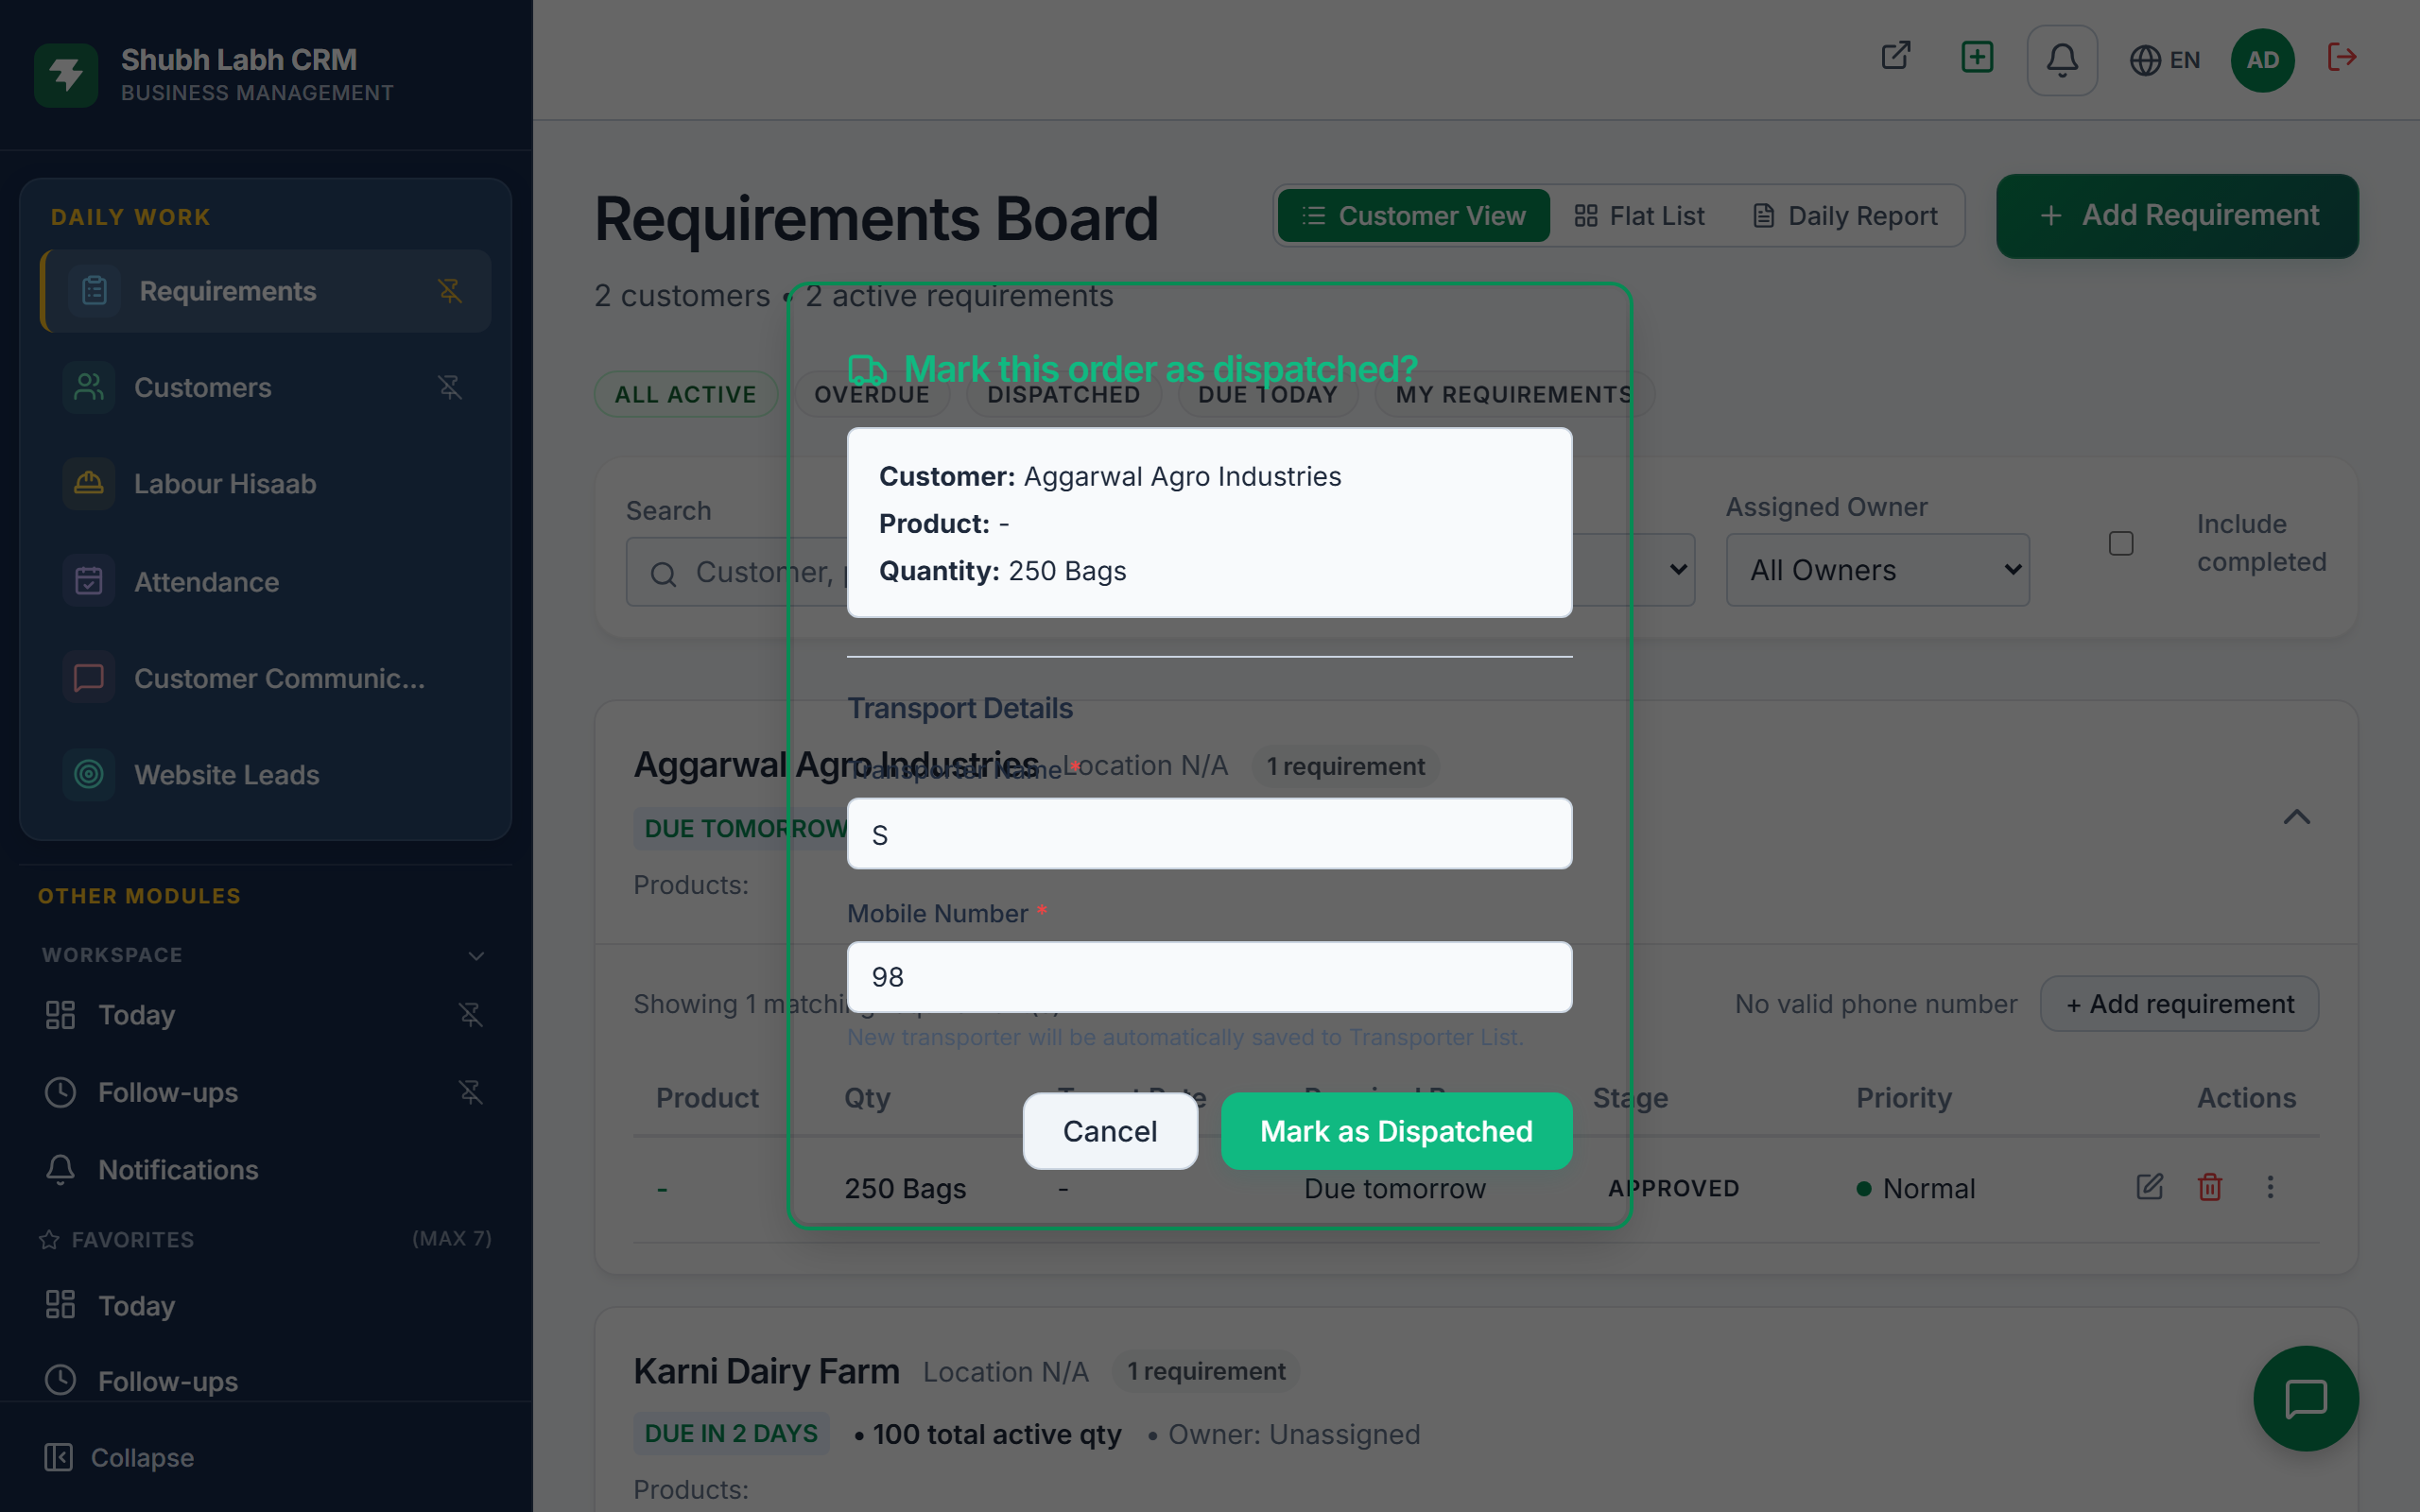 Shubh Labh CRM
BUSINESS MANAGEMENT
EN
AD
DAILY WORK
Requirements
Customers
Labour Hisaab
Attendance
Customer Communic...
Website Leads
OTHER MODULES
WORKSPACE
Today
Follow-ups
Notifications
FAVORITES (MAX 7)
Today
Follow-ups
Collapse
Requirements Board
Customer View
Flat List
Daily Report
+ Add Requirement
2 customers • 2 active requirements
ALL ACTIVE
OVERDUE
DISPATCHED
DUE TODAY
MY REQUIREMENTS
Search
Customer,
Assigned Owner
All Owners
Include
completed
Mark this order as dispatched?
Customer: Aggarwal Agro Industries
Product: -
Quantity: 250 Bags
Transport Details
Transporter Name *
S
Mobile Number *
98
New transporter will be automatically saved to Transporter List.
Cancel
Mark as Dispatched
Aggarwal Agro Industries Location N/A 1 requirement
DUE TOMORROW
Products:
Showing 1
No valid phone number
+ Add requirement
Product Qty Stage Priority Actions
- 250 Bags - Due tomorrow APPROVED Normal
Karni Dairy Farm Location N/A 1 requirement
DUE IN 2 DAYS • 100 total active qty • Owner: Unassigned
Products: